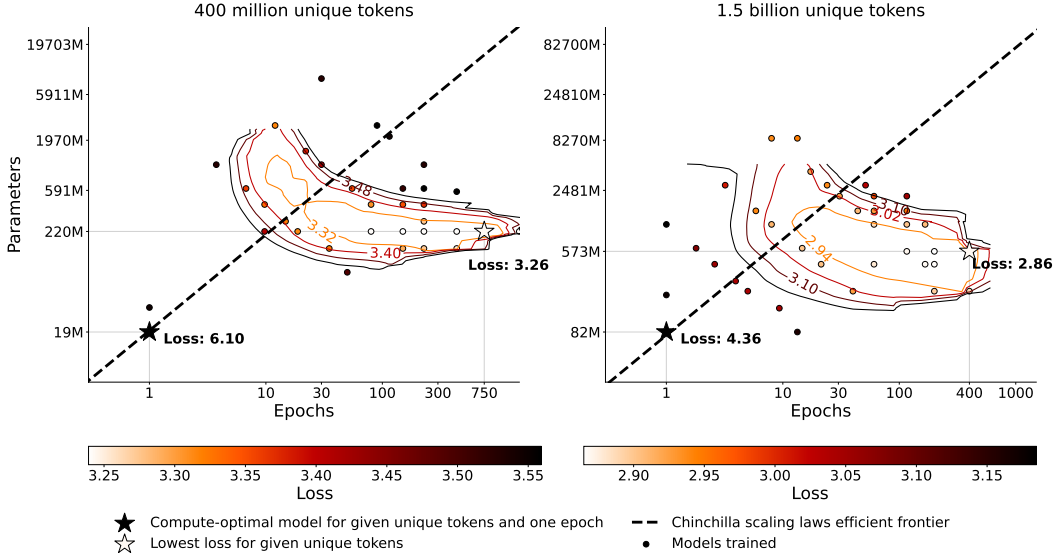 400 million unique tokens
1.5 billion unique tokens
Parameters
19703M
5911M
1970M
591M
220M
19M
3.48
3.32
3.40
Loss: 3.26
Loss: 6.10
1
10
30
100
300
750
Epochs
82700M
24810M
8270M
2481M
573M
82M
3.02
2.94
3.10
Loss: 2.86
Loss: 4.36
1
10
30
100
400
1000
Epochs
3.25
3.30
3.35
3.40
3.45
3.50
3.55
Loss
2.90
2.95
3.00
3.05
3.10
3.15
Loss
Compute-optimal model for given unique tokens and one epoch
Chinchilla scaling laws efficient frontier
Lowest loss for given unique tokens
Models trained